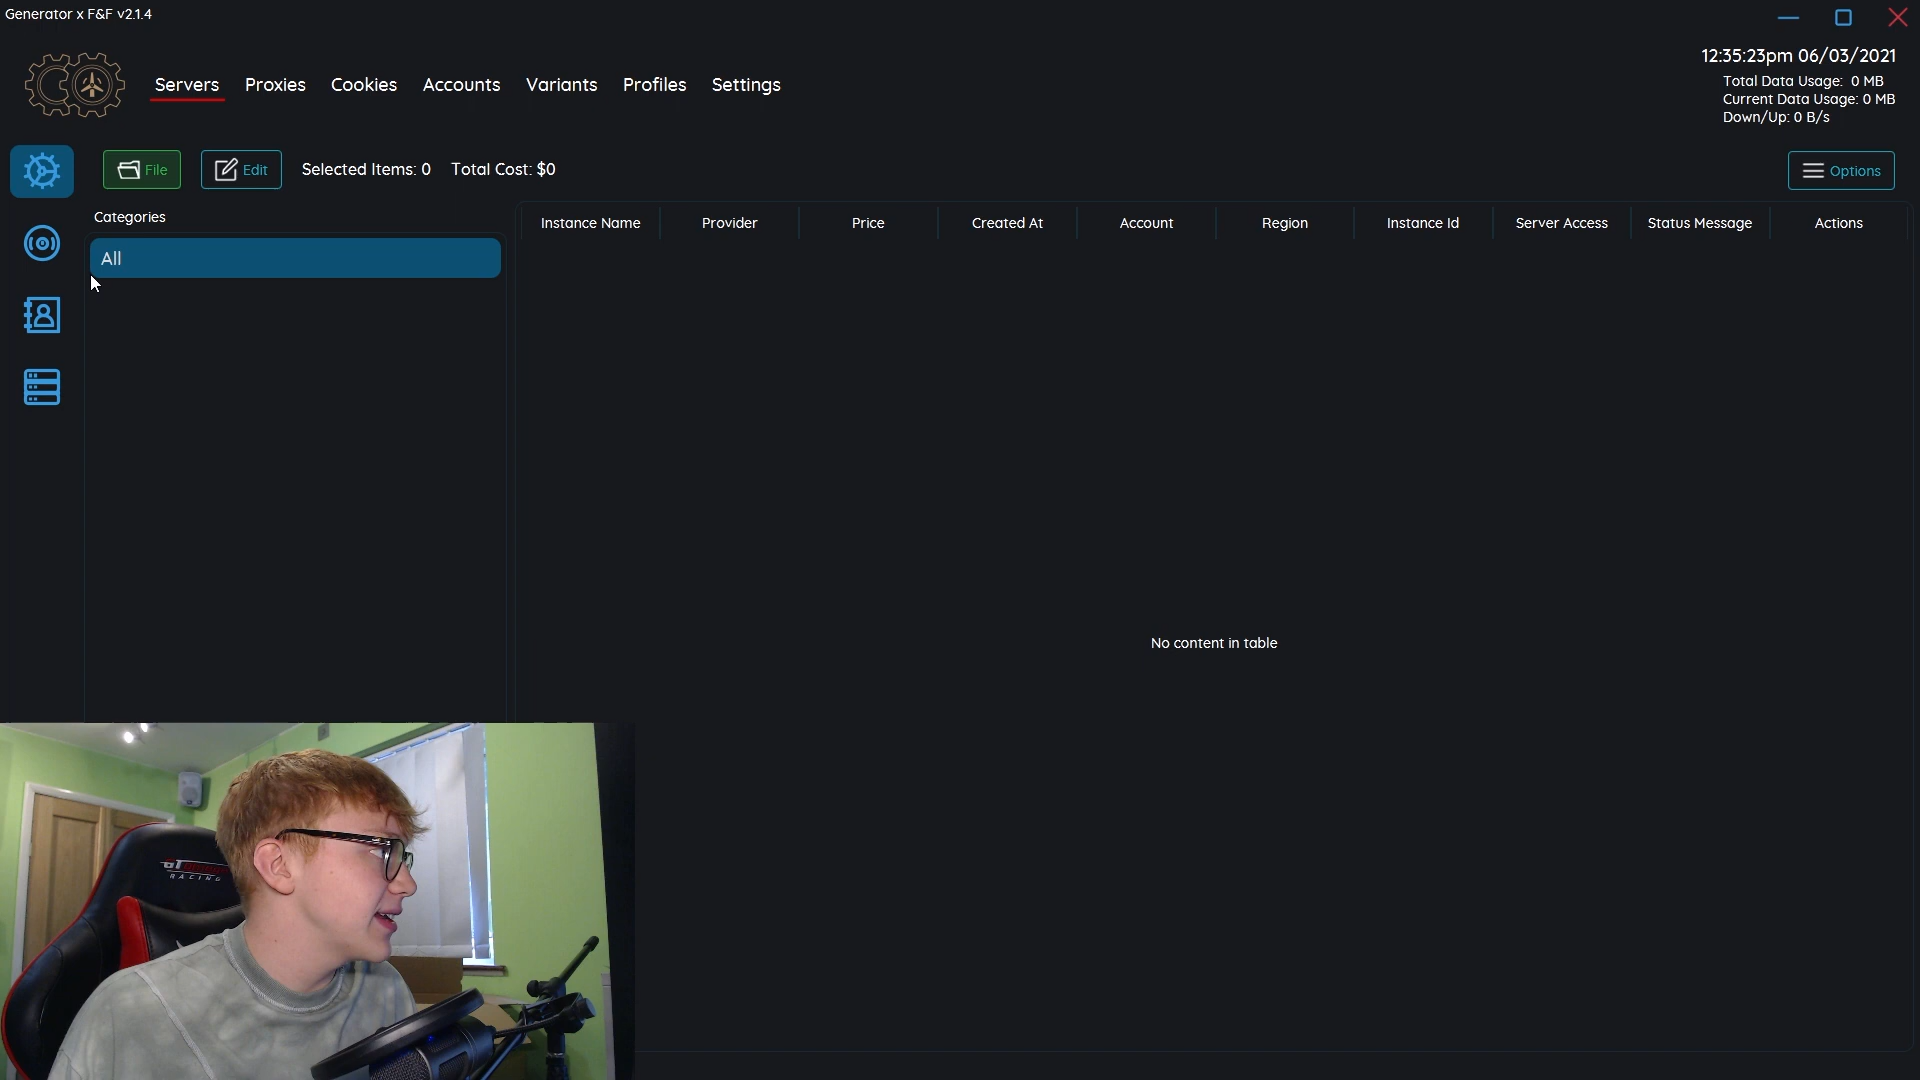 Generator x F&F v2.1.4
12:35:23pm 06/03/2021
Servers Proxies Cookies Accounts Variants Profiles Settings
Total Data Usage: 0 MB
Current Data Usage: 0 MB
Down/Up: 0 B/s
File Edit Selected Items: 0 Total Cost: $0 Options
Categories
Instance Name Provider Price Created At Account Region Instance Id Server Access Status Message Actions
All
No content in table
GT
RACING